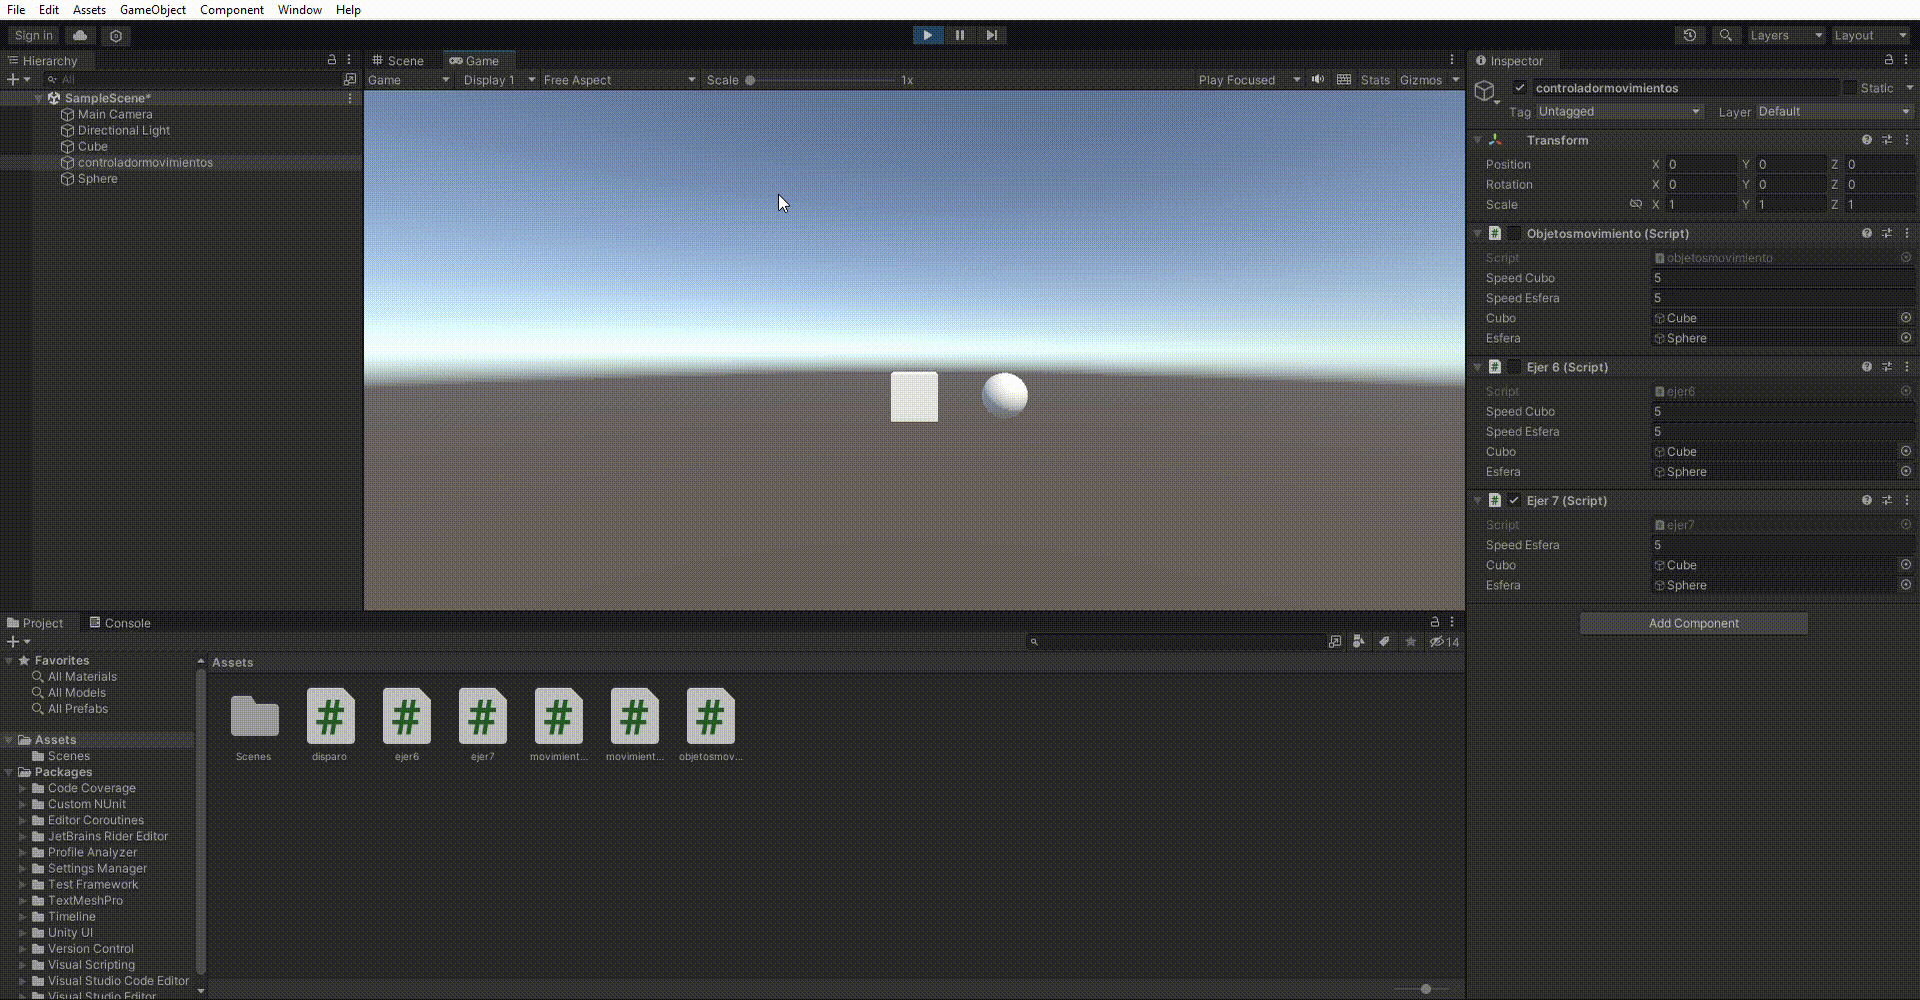 File Edit Assets GameObject Component Window Help
Sign in
Layers
Layout
Hierarchy
All
SampleScene*
Main Camera
Directional Light
Cube
controladormovimientos
Sphere
Scene
Game
Game
Display 1
Free Aspect
Scale
1x
Play Focused
Stats
Gizmos
Inspector
controladormovimientos
Static
Tag Untagged
Layer Default
Transform
Position X 0 Y 0 Z 0
Rotation X 0 Y 0 Z 0
Scale X 1 Y 1 Z 1
Objetosmovimiento (Script)
Script objetosmovimiento
Speed Cubo 5
Speed Esfera 5
Cubo Cube
Esfera Sphere
Ejer 6 (Script)
Script ejer6
Speed Cubo 5
Speed Esfera 5
Cubo Cube
Esfera Sphere
Ejer 7 (Script)
Script ejer7
Speed Esfera 5
Cubo Cube
Esfera Sphere
Add Component
Project
Console
14
Favorites
All Materials
All Models
All Prefabs
Assets
Scenes
Packages
Code Coverage
Custom NUnit
Editor Coroutines
JetBrains Rider Editor
Profile Analyzer
Settings Manager
Test Framework
TextMeshPro
Timeline
Unity UI
Version Control
Visual Scripting
Visual Studio Code Editor
Visual Studio Editor
Assets
Scenes
disparo
ejer6
ejer7
movimient...
movimient...
objetosmov...